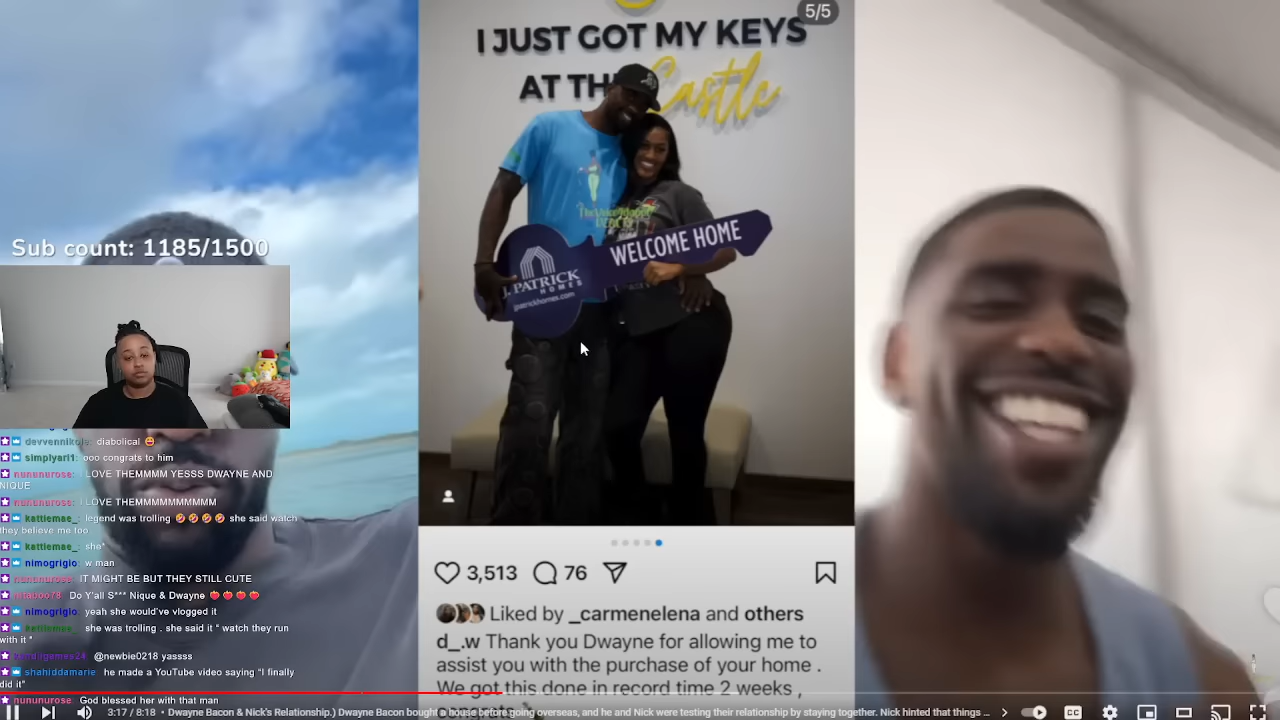 5/5
I JUST GOT MY KEYS
AT THE Castle
WELCOME HOME
J. PATRICK
HOMES
jpatrickhomes.com
Sub count: 1185/1500
devvennikole: diabolical
simplyari1: ooo congrats to him
nununurose: I LOVE THEMMMM YESSS DWAYNE AND
NIQUE
nununurose: I LOVE THEMMMMMMMMM
kattiemae_: legend was trolling 🤣🤣🤣🤣 she said watch
they believe me too
kattiemae_: she*
nimogrigio: w man
nununurose: IT MIGHT BE BUT THEY STILL CUTE
Do Y'all S*** Nique & Dwayne 🍅🍅🍅🍅
nimogrigio: yeah she would've vlogged it
kattiemae_: she was trolling . she said it " watch they run
with it "
@newbie0218 yassss
shahiddamarie: he made a YouTube video saying "I finally
did it"
nununurose: God blessed her with that man
3,513 76
Liked by _carmenelena and others
d_.w Thank you Dwayne for allowing me to
assist you with the purchase of your home .
We got this done in record time 2 weeks ,
3:17 / 8:18 • Dwayne Bacon & Nick's Relationship.) Dwayne Bacon bought a house before going overseas, and he and Nick were testing their relationship by staying together. Nick hinted that things ...
CC